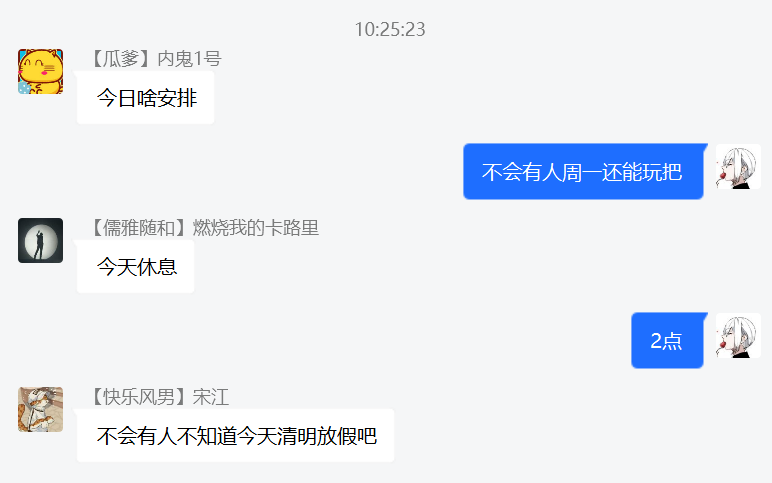 10:25:23
【瓜爹】内鬼1号
今日啥安排
不会有人周一还能玩把
【儒雅随和】燃烧我的卡路里
今天休息
2点
【快乐风男】宋江
不会有人不知道今天清明放假吧